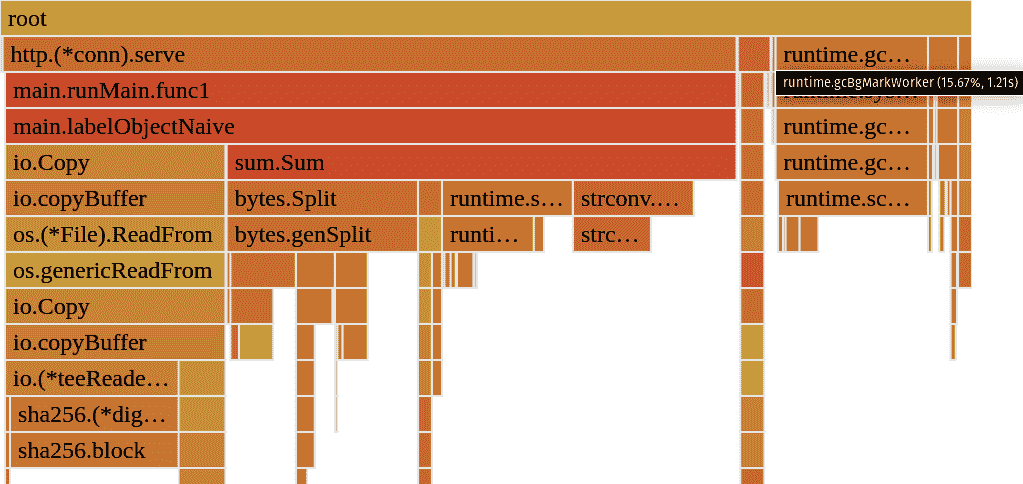 root
http.(*conn).serve
runtime.gc…
runtime.gcBgMarkWorker (15.67%, 1.21s)
main.runMain.func1
main.labelObjectNaive
runtime.gc…
io.Copy
sum.Sum
runtime.gc…
io.copyBuffer
bytes.Split
runtime.s…
strconv.…
runtime.sc…
os.(*File).ReadFrom
bytes.genSplit
runti…
strc…
os.genericReadFrom
io.Copy
io.copyBuffer
io.(*teeReade…
sha256.(*dig…
sha256.block